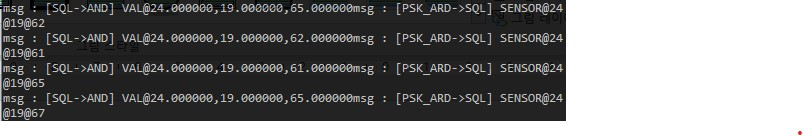 msg : [SQL->AND] VAL@24.000000,19.000000,65.000000msg : [PSK_ARD->SQL] SENSOR@24
@19@62
msg : [SQL->AND] VAL@24.000000,19.000000,62.000000msg : [PSK_ARD->SQL] SENSOR@24
@19@61
msg : [SQL->AND] VAL@24.000000,19.000000,61.000000msg : [PSK_ARD->SQL] SENSOR@24
@19@65
msg : [SQL->AND] VAL@24.000000,19.000000,65.000000msg : [PSK_ARD->SQL] SENSOR@24
@19@67